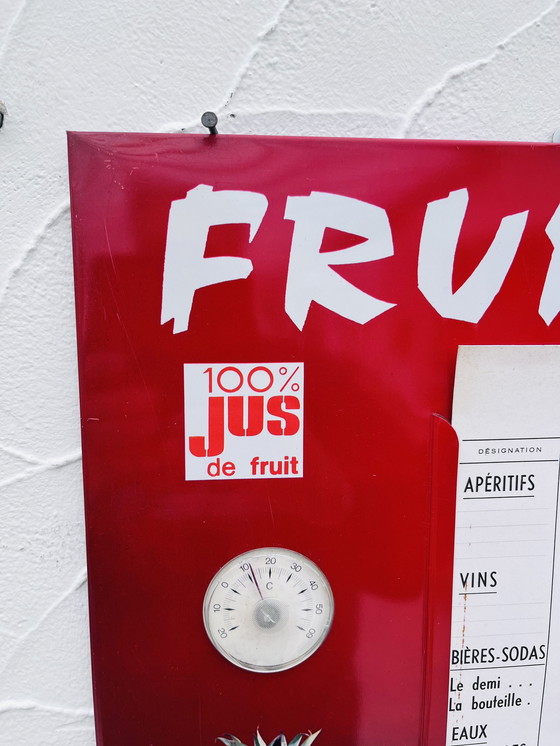 FRU
100%
JUS
de fruit
20 10 0 10 20 30 40 50 60
C
DÉSIGNATION
APÉRITIFS
VINS
BIÈRES-SODAS
Le demi . . .
La bouteille .
EAUX